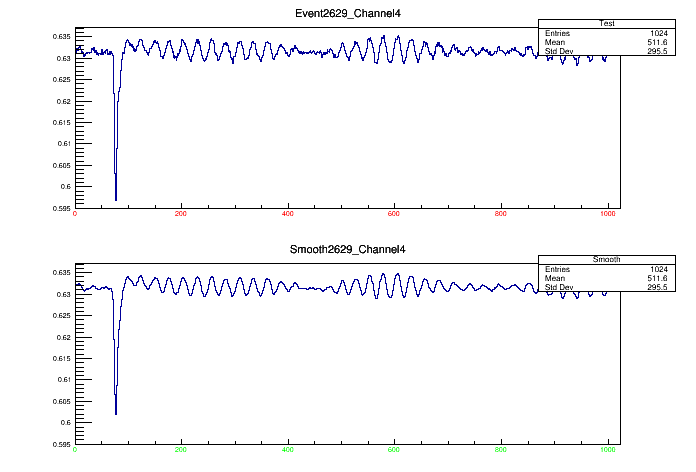 Event2629_Channel4
Test
Entries 1024
Mean 511.6
Std Dev 295.5
0.635
0.63
0.625
0.62
0.615
0.61
0.605
0.6
0.595
0 200 400 600 800 1000
Smooth2629_Channel4
Smooth
Entries 1024
Mean 511.6
Std Dev 295.5
0.635
0.63
0.625
0.62
0.615
0.61
0.605
0.6
0.595
0 200 400 600 800 1000